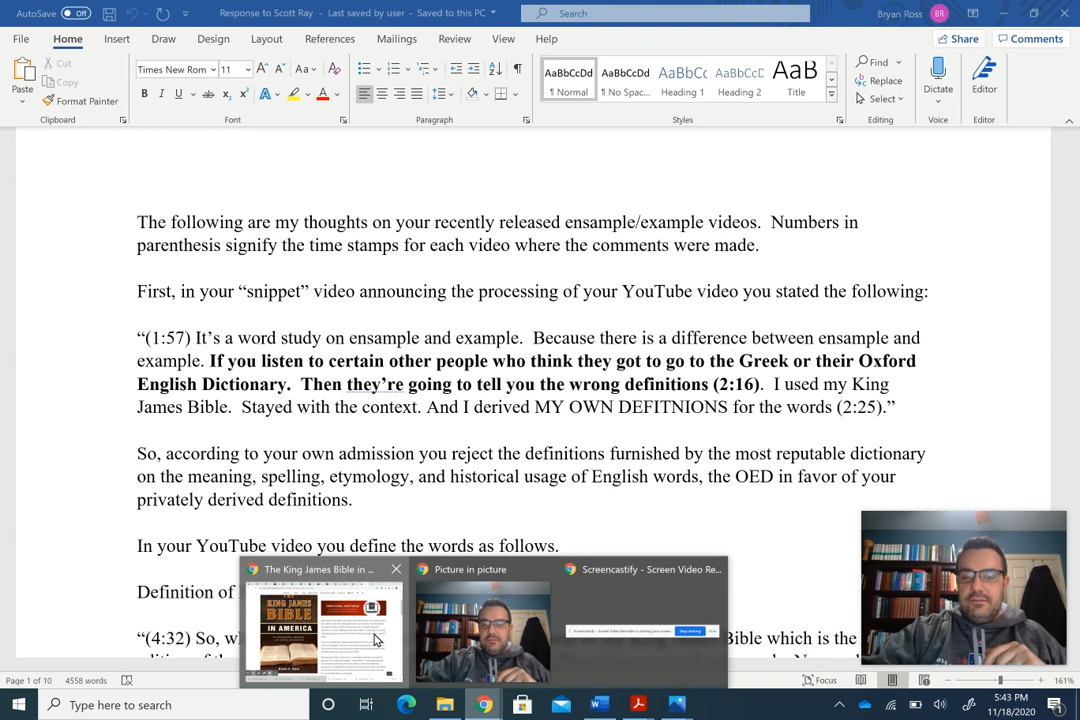 AutoSave Off Response to Scott Ray - Last saved by user - Saved to this PC Search Bryan Ross BR
File Home Insert Draw Design Layout References Mailings Review View Help Share Comments
Paste Cut Copy Format Painter
Times New Rom 11 Aa
AaBbCcDd AaBbCcDd AaBbCc AaBbCcD AaB
¶ Normal ¶ No Spac... Heading 1 Heading 2 Title
Find Replace Select Dictate Editor
Clipboard Font Paragraph Styles Editing Voice Editor
The following are my thoughts on your recently released ensample/example videos. Numbers in
parenthesis signify the time stamps for each video where the comments were made.
First, in your “snippet” video announcing the processing of your YouTube video you stated the following:
“(1:57) It’s a word study on ensample and example. Because there is a difference between ensample and
example. If you listen to certain other people who think they got to go to the Greek or their Oxford
English Dictionary. Then they’re going to tell you the wrong definitions (2:16). I used my King
James Bible. Stayed with the context. And I derived MY OWN DEFITNIONS for the words (2:25).”
So, according to your own admission you reject the definitions furnished by the most reputable dictionary
on the meaning, spelling, etymology, and historical usage of English words, the OED in favor of your
privately derived definitions.
In your YouTube video you define the words as follows.
Definition of
“(4:32) So, w
Bible which is the
The King James Bible in ... Picture in picture Screencastify - Screen Video Re...
THE KING JAMES BIBLE IN AMERICA
Stop sharing
Page 1 of 10 4558 words Focus 161%
Type here to search
5:43 PM
11/18/2020